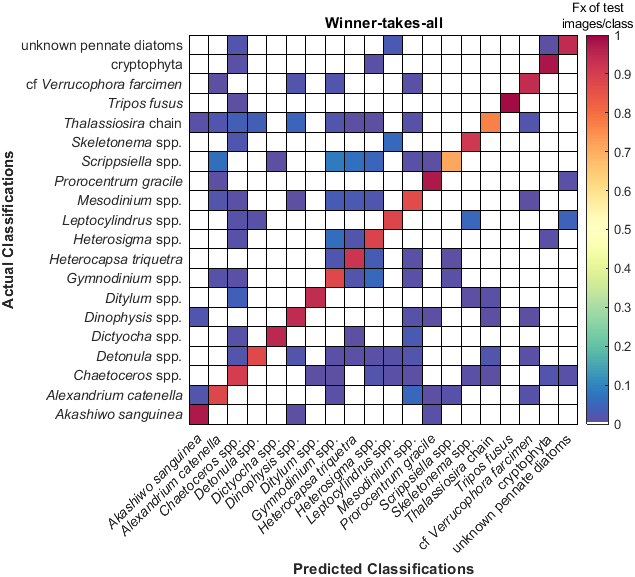 Winner-takes-all
Fx of test
images/class
unknown pennate diatoms
cryptophyta
cf Verrucophora farcimen
Tripos fusus
Thalassiosira chain
Skeletonema spp.
Scrippsiella spp.
Prorocentrum gracile
Mesodinium spp.
Leptocylindrus spp.
Heterosigma spp.
Heterocapsa triquetra
Gymnodinium spp.
Ditylum spp.
Dinophysis spp.
Dictyocha spp.
Detonula spp.
Chaetoceros spp.
Alexandrium catenella
Akashiwo sanguinea
Actual Classifications
1
0.9
0.8
0.7
0.6
0.5
0.4
0.3
0.2
0.1
0
Akashiwo sanguinea
Alexandrium catenella
Chaetoceros spp.
Detonula spp.
Dictyocha spp.
Dinophysis spp.
Ditylum spp.
Gymnodinium spp.
Heterocapsa triquetra
Heterosigma spp.
Leptocylindrus spp.
Mesodinium spp.
Prorocentrum gracile
Scrippsiella spp.
Skeletonema spp.
Thalassiosira chain
Tripos fusus
cf Verrucophora farcimen
cryptophyta
unknown pennate diatoms
Predicted Classifications